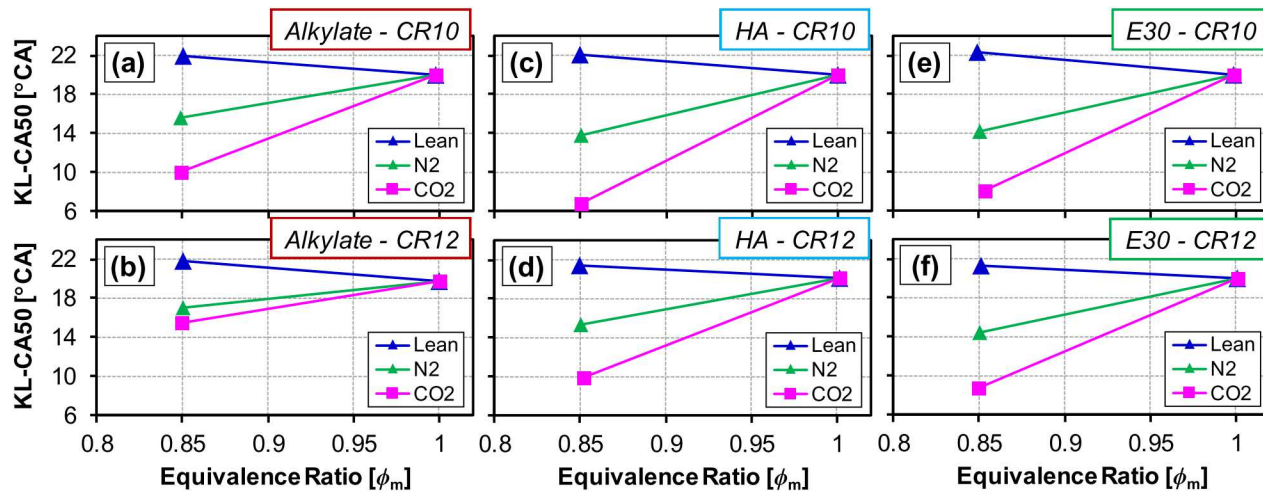 Alkylate - CR10
HA - CR10
E30 - CR10
KL-CA50 [°CA]
22
18
14
10
6
(a)
Lean
N2
CO2
(c)
Lean
N2
CO2
(e)
Lean
N2
CO2
Alkylate - CR12
HA - CR12
E30 - CR12
KL-CA50 [°CA]
22
18
14
10
6
(b)
Lean
N2
CO2
(d)
Lean
N2
CO2
(f)
Lean
N2
CO2
0.8 0.85 0.9 0.95 1
0.8 0.85 0.9 0.95 1
0.8 0.85 0.9 0.95 1
Equivalence Ratio [ϕm]
Equivalence Ratio [ϕm]
Equivalence Ratio [ϕm]